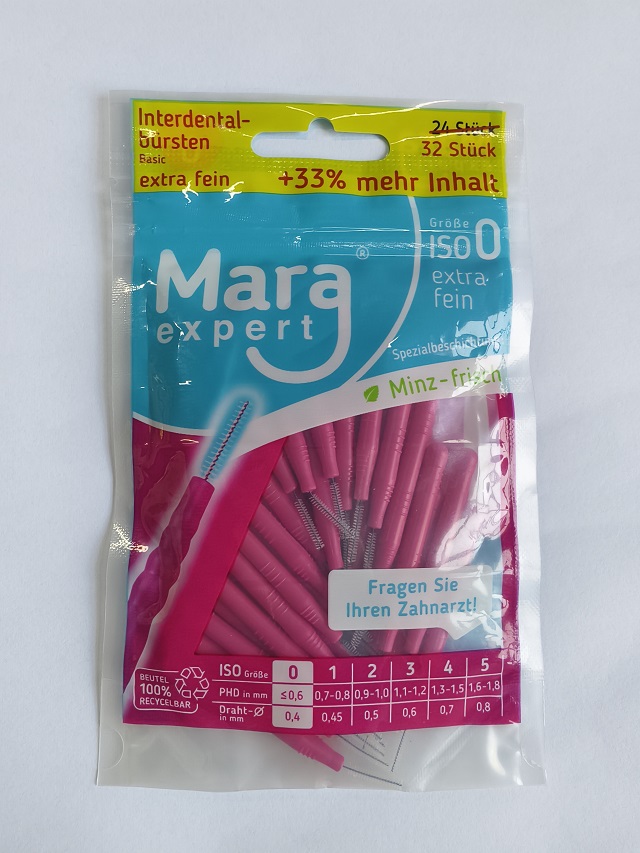 Interdental-
bürsten
Basic
extra fein
24 Stück
32 Stück
+33% mehr Inhalt
Größe
ISO 0
extra
fein
Mara®
expert
Spezialbeschichtung
Minz-frisch
Fragen Sie
Ihren Zahnarzt!
BEUTEL
100%
RECYCELBAR
ISO Größe 0 1 2 3 4 5
PHD in mm ≤0,6 0,7-0,8 0,9-1,0 1,1-1,2 1,3-1,5 1,6-1,8
Draht-Ø in mm 0,4 0,45 0,5 0,6 0,7 0,8